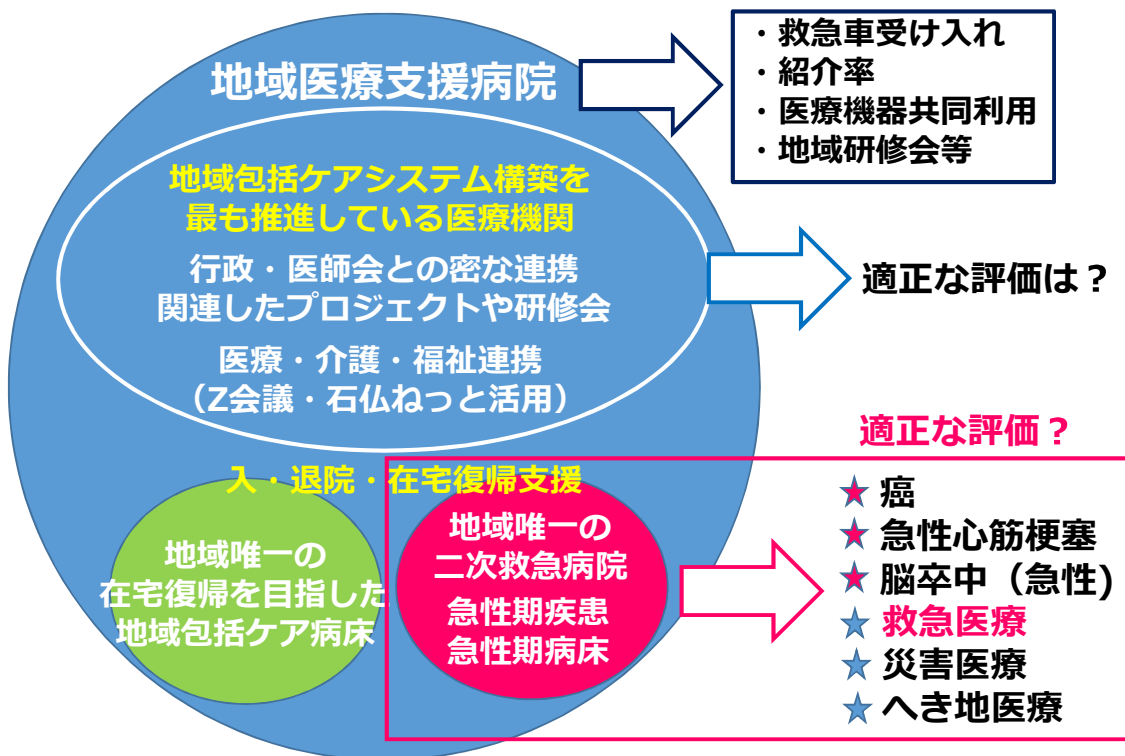 地域医療支援病院
・救急車受け入れ
・紹介率
・医療機器共同利用
・地域研修会等
地域包括ケアシステム構築を
最も推進している医療機関
行政・医師会との密な連携
関連したプロジェクトや研修会
医療・介護・福祉連携
（Z会議・石仏ねっと活用）
適正な評価は？
入・退院・在宅復帰支援
地域唯一の
在宅復帰を目指した
地域包括ケア病床
地域唯一の
二次救急病院
急性期疾患
急性期病床
適正な評価？
★ 癌
★ 急性心筋梗塞
★ 脳卒中（急性)
★ 救急医療
★ 災害医療
★ へき地医療